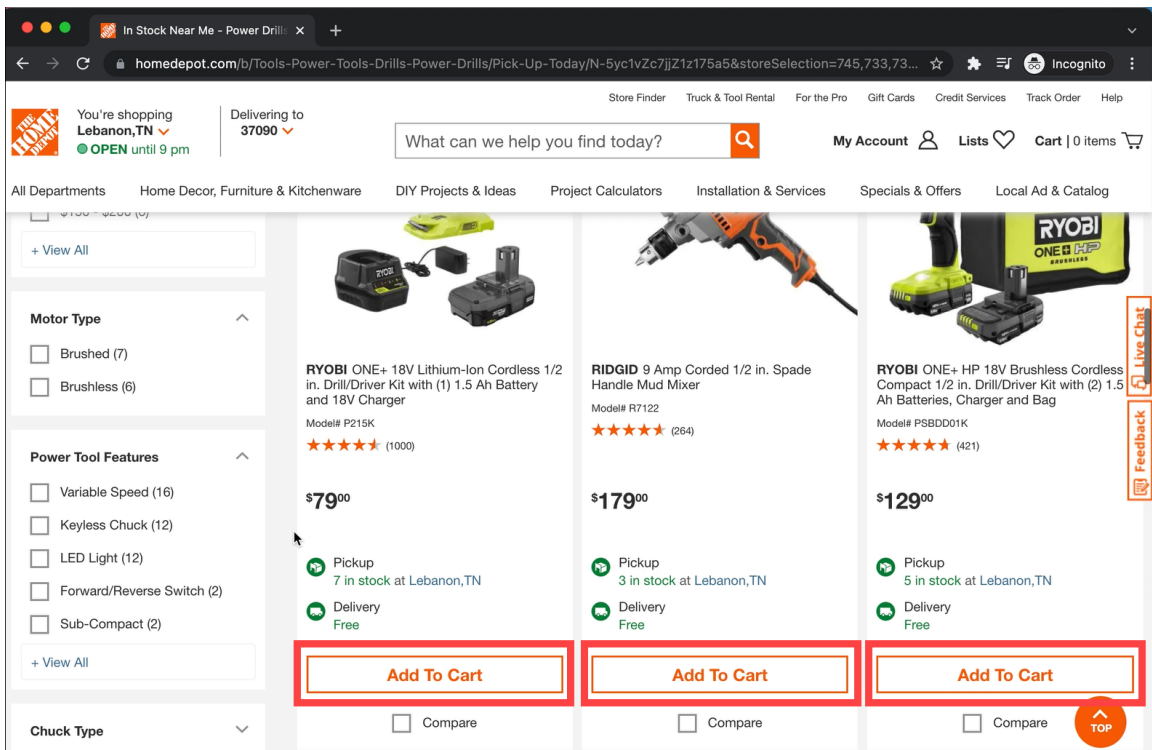 In Stock Near Me - Power Drills
homedepot.com/b/Tools-Power-Tools-Drills-Power-Drills/Pick-Up-Today/N-5yc1vZc7jjZ1z175a5&storeSelection=745,733,73...
Incognito
Store Finder Truck & Tool Rental For the Pro Gift Cards Credit Services Track Order Help
THE HOME DEPOT
You're shopping
Lebanon,TN
OPEN until 9 pm
Delivering to
37090
What can we help you find today?
My Account Lists Cart | 0 items
All Departments Home Decor, Furniture & Kitchenware DIY Projects & Ideas Project Calculators Installation & Services Specials & Offers Local Ad & Catalog
$150 - $200 (5)
+ View All
Motor Type
Brushed (7)
Brushless (6)
Power Tool Features
Variable Speed (16)
Keyless Chuck (12)
LED Light (12)
Forward/Reverse Switch (2)
Sub-Compact (2)
+ View All
Chuck Type
RYOBI
RYOBI ONE+ 18V Lithium-Ion Cordless 1/2
in. Drill/Driver Kit with (1) 1.5 Ah Battery
and 18V Charger
Model# P215K
(1000)
$7900
Pickup
7 in stock at Lebanon,TN
Delivery
Free
Add To Cart
Compare
RIDGID 9 Amp Corded 1/2 in. Spade
Handle Mud Mixer
Model# R7122
(264)
$17900
Pickup
3 in stock at Lebanon,TN
Delivery
Free
Add To Cart
Compare
RYOBI
ONE+ HP
BRUSHLESS
RYOBI ONE+ HP 18V Brushless Cordless
Compact 1/2 in. Drill/Driver Kit with (2) 1.5
Ah Batteries, Charger and Bag
Model# PSBDD01K
(421)
$12900
Pickup
5 in stock at Lebanon,TN
Delivery
Free
Add To Cart
Compare
Live Chat
Feedback
TOP